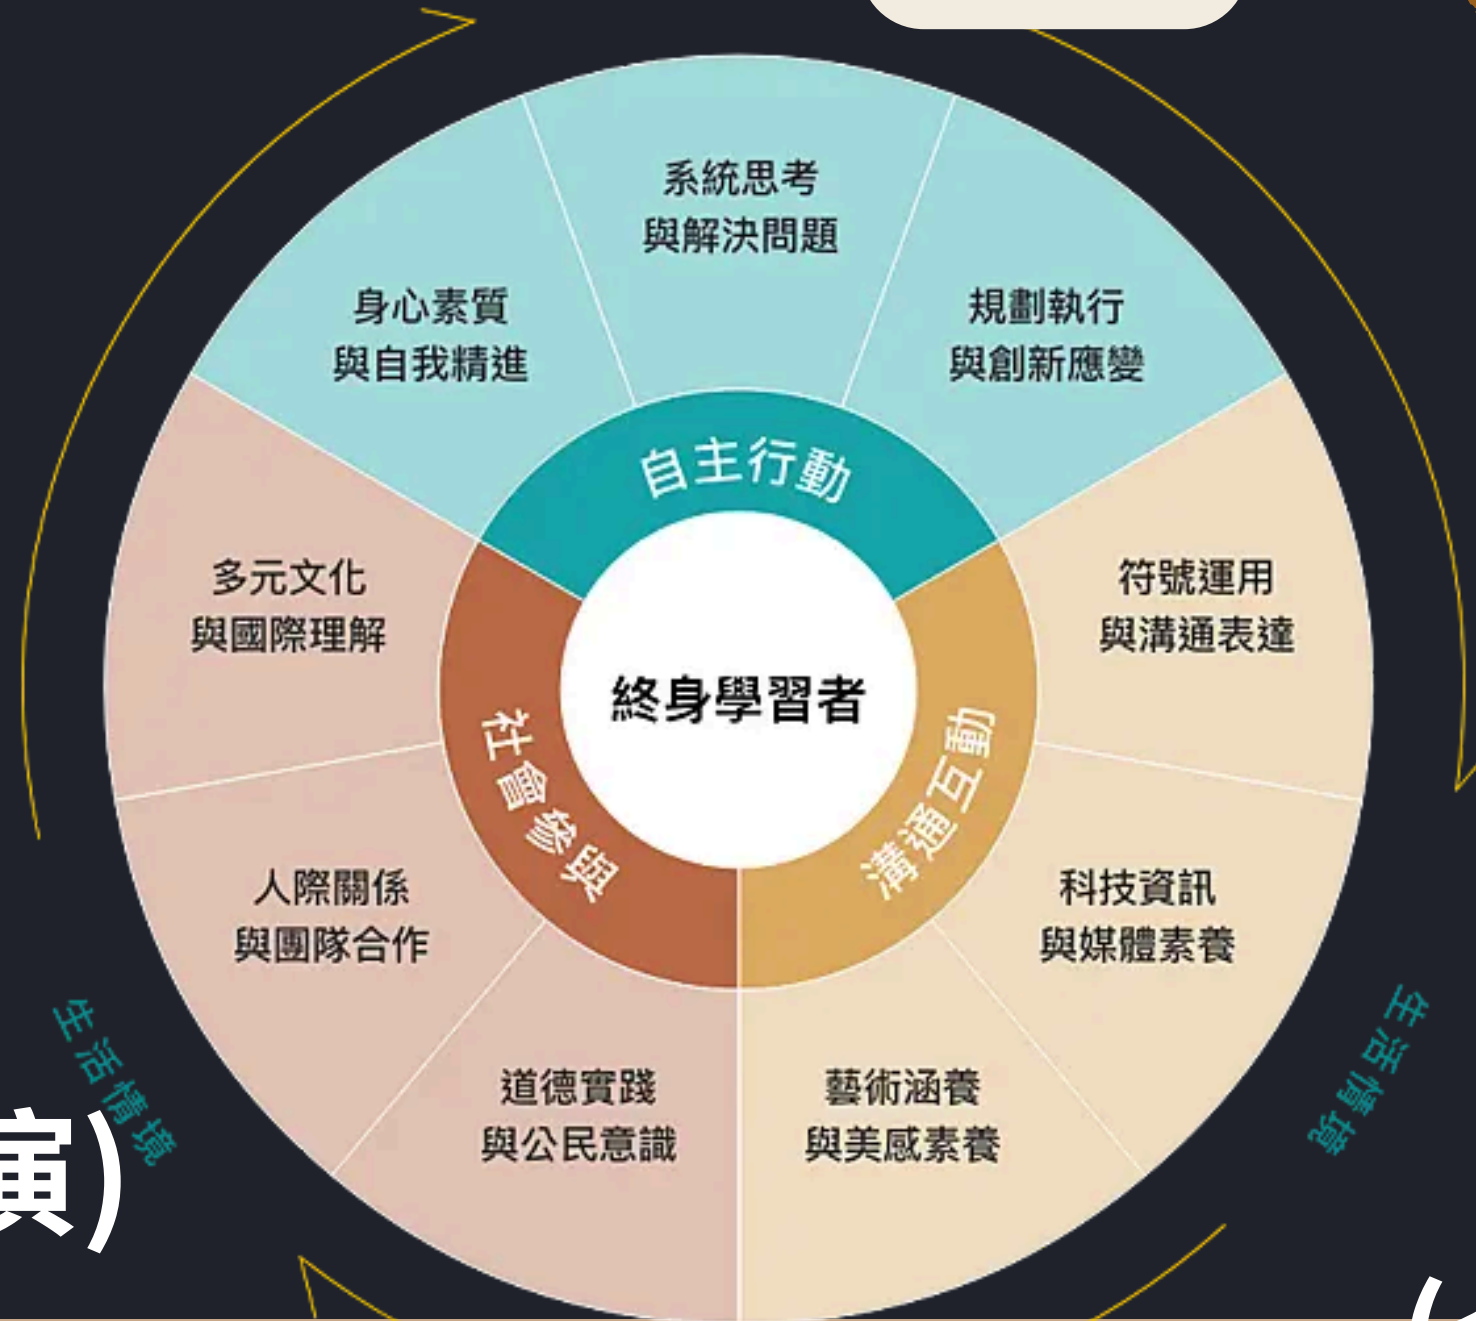 系統思考
與解決問題
身心素質
與自我精進
規劃執行
與創新應變
自主行動
多元文化
與國際理解
符號運用
與溝通表達
終身學習者
社會參與
溝通互動
人際關係
與團隊合作
科技資訊
與媒體素養
道德實踐
與公民意識
藝術涵養
與美感素養
生活情境
生活情境
)
(